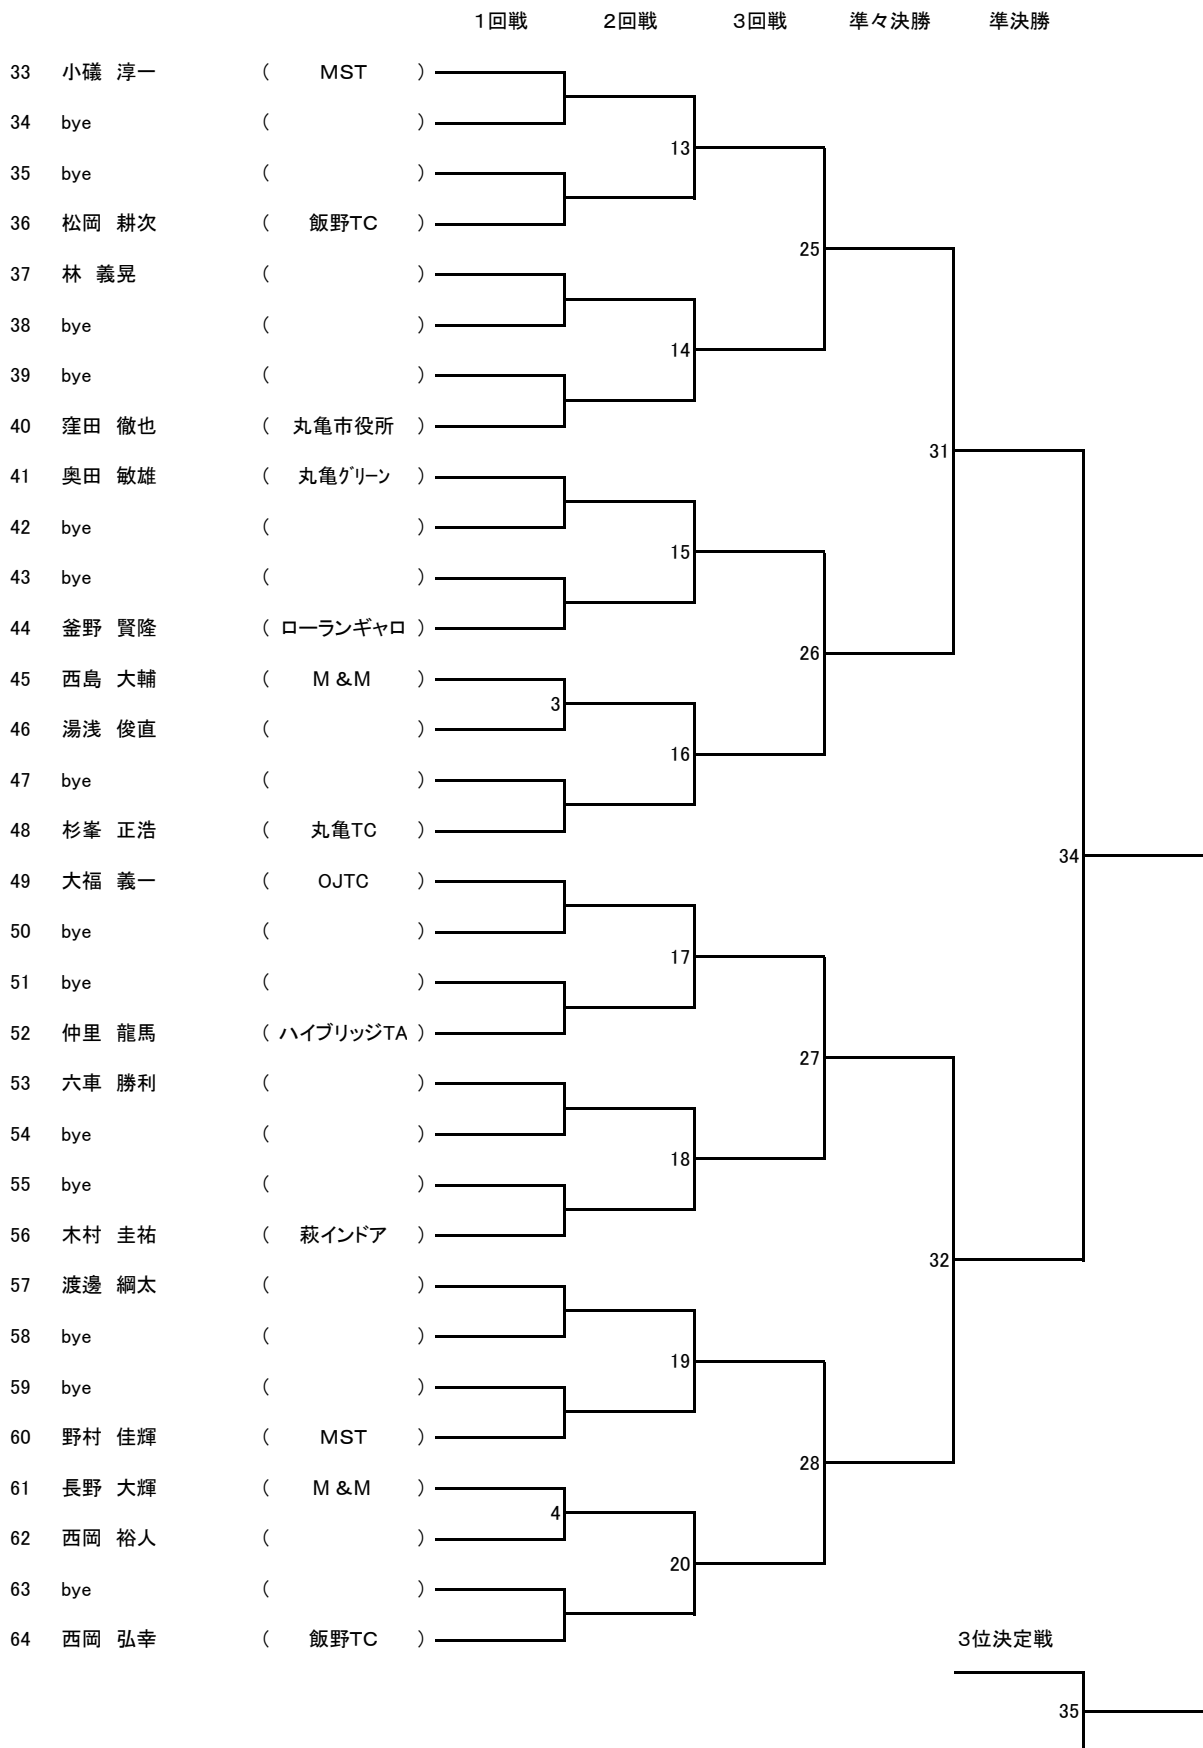 1回戦 2回戦 3回戦 準々決勝 準決勝
33 小礒 淳一 ( MST )
34 bye ( )
13
35 bye ( )
36 松岡 耕次 ( 飯野TC )
25
37 林 義晃 ( )
38 bye ( )
14
39 bye ( )
40 窪田 徹也 ( 丸亀市役所 )
31
41 奥田 敏雄 ( 丸亀グリーン )
42 bye ( )
15
43 bye ( )
44 釜野 賢隆 ( ローランギャロ )
26
45 西島 大輔 ( M&M )
3
46 湯浅 俊直 ( )
16
47 bye ( )
48 杉峯 正浩 ( 丸亀TC )
34
49 大福 義一 ( OJTC )
50 bye ( )
17
51 bye ( )
52 仲里 龍馬 ( ハイブリッジTA )
27
53 六車 勝利 ( )
54 bye ( )
18
55 bye ( )
56 木村 圭祐 ( 萩インドア )
32
57 渡邊 綱太 ( )
58 bye ( )
19
59 bye ( )
60 野村 佳輝 ( MST )
28
61 長野 大輝 ( M&M )
4
62 西岡 裕人 ( )
20
63 bye ( )
64 西岡 弘幸 ( 飯野TC )
3位決定戦
35